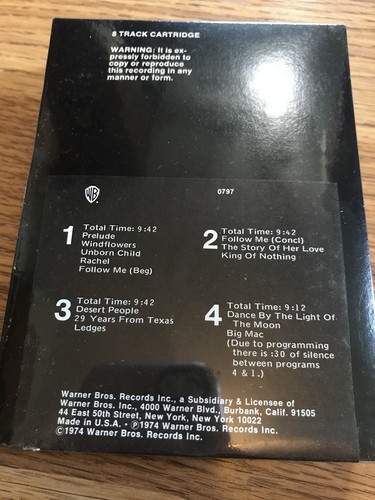 8 TRACK CARTRIDGE
WARNING: It is ex-
pressly forbidden to
copy or reproduce
this recording in any
manner or form.
WB
0797
1 Total Time: 9:42
Prelude
Windflowers
Unborn Child
Rachel
Follow Me (Beg)
2 Total Time: 9:42
Follow Me (Concl)
The Story Of Her Love
King Of Nothing
3 Total Time: 9:42
Desert People
29 Years From Texas
Ledges
4 Total Time: 9:12
Dance By The Light Of
The Moon
Big Mac
(Due to programming
there is :30 of silence
between programs
4 & 1.)
Warner Bros. Records Inc., a Subsidiary & Licensee of
Warner Bros. Inc., 4000 Warner Blvd., Burbank, Calif. 91505
44 East 50th Street, New York, New York 10022
Made in U.S.A. • ℗1974 Warner Bros. Records Inc.
©1974 Warner Bros. Records Inc.